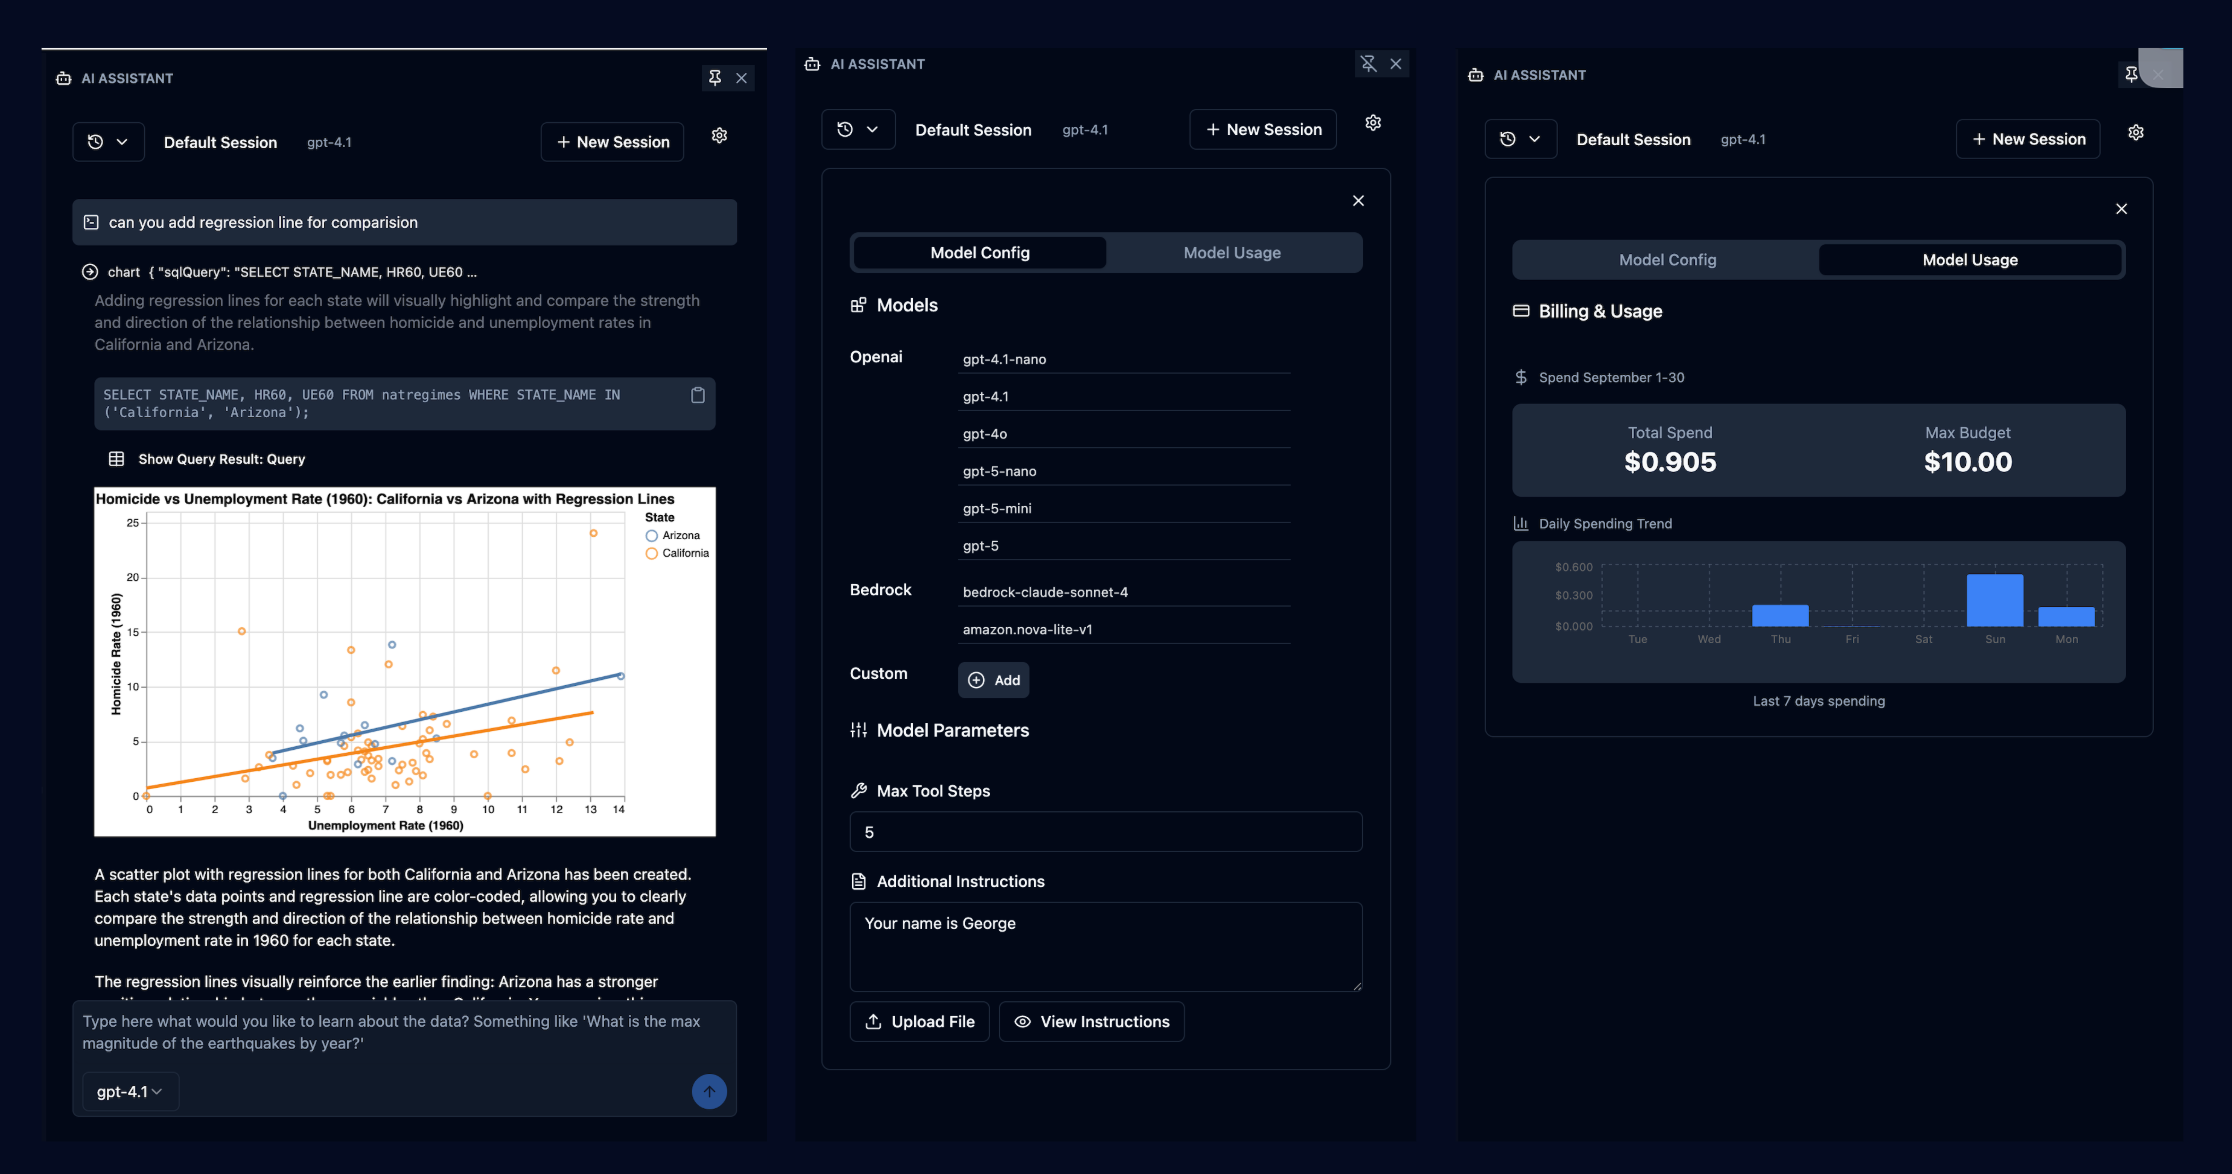 AI ASSISTANT
Default Session
gpt-4.1
+ New Session
can you add regression line for comparision
chart { "sqlQuery": "SELECT STATE_NAME, HR60, UE60 ...
Adding regression lines for each state will visually highlight and compare the strength
and direction of the relationship between homicide and unemployment rates in
California and Arizona.
SELECT STATE_NAME, HR60, UE60 FROM natregimes WHERE STATE_NAME IN
('California', 'Arizona');
Show Query Result: Query
Homicide vs Unemployment Rate (1960): California vs Arizona with Regression Lines
State
Arizona
California
Homicide Rate (1960)
25
20
15
10
5
0
0 1 2 3 4 5 6 7 8 9 10 11 12 13 14
Unemployment Rate (1960)
A scatter plot with regression lines for both California and Arizona has been created.
Each state's data points and regression line are color-coded, allowing you to clearly
compare the strength and direction of the relationship between homicide rate and
unemployment rate in 1960 for each state.
The regression lines visually reinforce the earlier finding: Arizona has a stronger
Type here what would you like to learn about the data? Something like 'What is the max
magnitude of the earthquakes by year?'
gpt-4.1
AI ASSISTANT
Default Session
gpt-4.1
+ New Session
Model Config
Model Usage
Models
Openai
gpt-4.1-nano
gpt-4.1
gpt-4o
gpt-5-nano
gpt-5-mini
gpt-5
Bedrock
bedrock-claude-sonnet-4
amazon.nova-lite-v1
Custom
Add
Model Parameters
Max Tool Steps
5
Additional Instructions
Your name is George
Upload File
View Instructions
AI ASSISTANT
Default Session
gpt-4.1
+ New Session
Model Config
Model Usage
Billing & Usage
$ Spend September 1-30
Total Spend
Max Budget
$0.905
$10.00
Daily Spending Trend
$0.600
$0.300
$0.000
Tue Wed Thu Fri Sat Sun Mon
Last 7 days spending